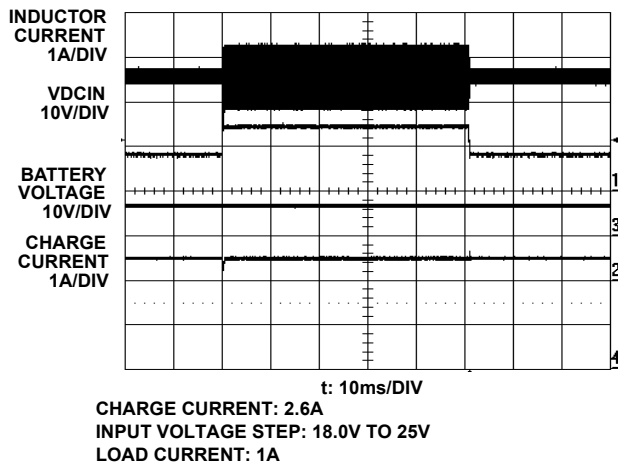 INDUCTOR
CURRENT
1A/DIV
VDCIN
10V/DIV
BATTERY
VOLTAGE
10V/DIV
CHARGE
CURRENT
1A/DIV
1
3
2
4
t: 10ms/DIV
CHARGE CURRENT: 2.6A
INPUT VOLTAGE STEP: 18.0V TO 25V
LOAD CURRENT: 1A